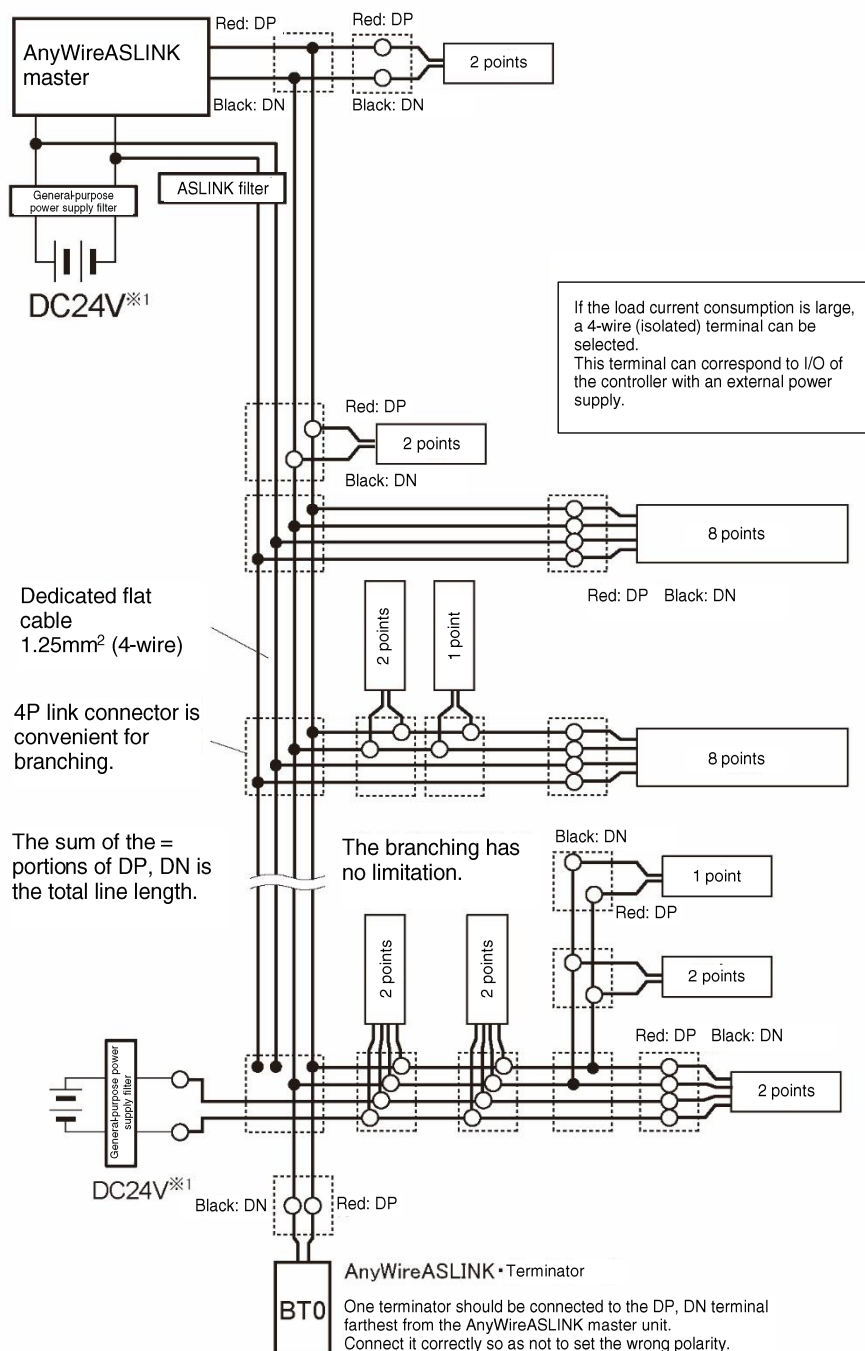 Red: DP
Red: DP
AnyWireASLINK
master
2 points
Black: DN
Black: DN
General-purpose
power supply filter
ASLINK filter
DC24V※1
If the load current consumption is large,
a 4-wire (isolated) terminal can be
selected.
This terminal can correspond to I/O of
the controller with an external power
supply.
Red: DP
2 points
Black: DN
8 points
Red: DP Black: DN
Dedicated flat
cable
1.25mm² (4-wire)
2 points
1 point
4P link connector is
convenient for
branching.
8 points
The sum of the =
portions of DP, DN is
the total line length.
The branching has
no limitation.
Black: DN
1 point
Red: DP
2 points
2 points
2 points
Red: DP Black: DN
2 points
General-purpose power
supply filter
DC24V※1
Black: DN
Red: DP
BT0
AnyWireASLINK・Terminator
One terminator should be connected to the DP, DN terminal
farthest from the AnyWireASLINK master unit.
Connect it correctly so as not to set the wrong polarity.